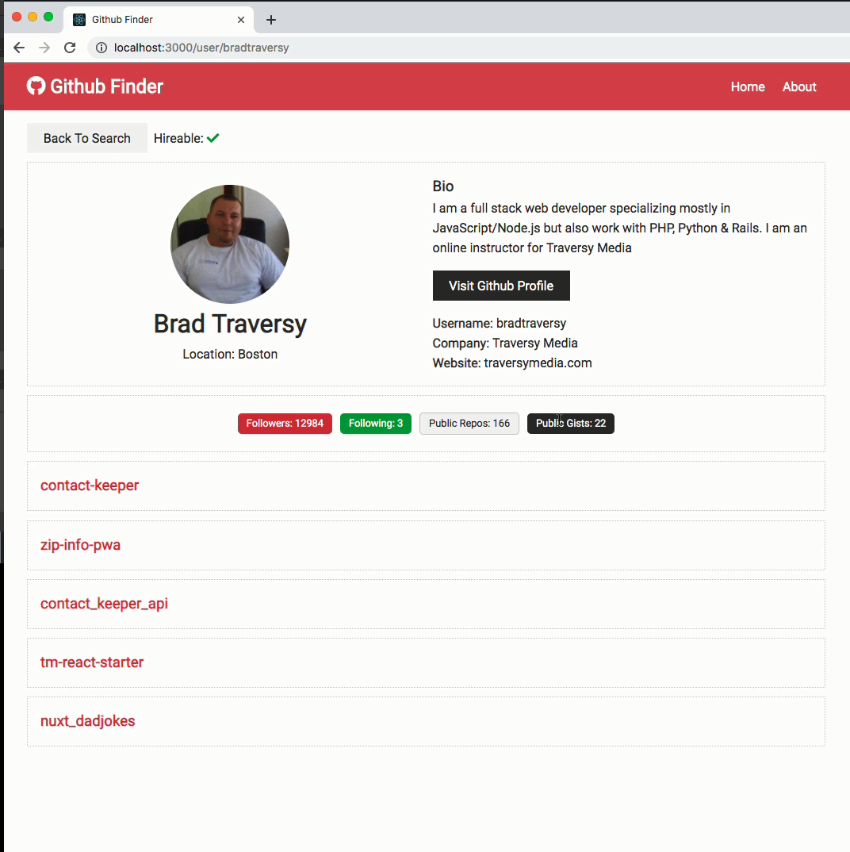 Github Finder
localhost:3000/user/bradtraversy
Github Finder
Home About
Back To Search Hireable:
Bio
I am a full stack web developer specializing mostly in
JavaScript/Node.js but also work with PHP, Python & Rails. I am an
online instructor for Traversy Media
Visit Github Profile
Username: bradtraversy
Company: Traversy Media
Website: traversymedia.com
Brad Traversy
Location: Boston
Followers: 12984 Following: 3 Public Repos: 166 Public Gists: 22
contact-keeper
zip-info-pwa
contact_keeper_api
tm-react-starter
nuxt_dadjokes